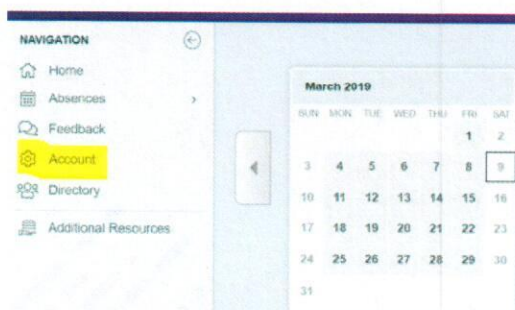 NAVIGATION
Home
Absences
Feedback
Account
Directory
Additional Resources
March 2019
SUN MON TUE WED THU FRI SAT
1 2
3 4 5 6 7 8 9
10 11 12 13 14 15 16
17 18 19 20 21 22 23
24 25 26 27 28 29 30
31